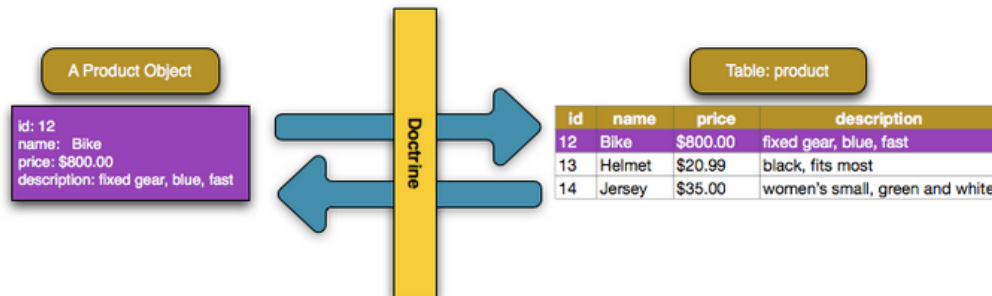 A Product Object
id: 12
name: Bike
price: $800.00
description: fixed gear, blue, fast
Doctrine
Table: product
id name price description
12 Bike $800.00 fixed gear, blue, fast
13 Helmet $20.99 black, fits most
14 Jersey $35.00 women's small, green and white